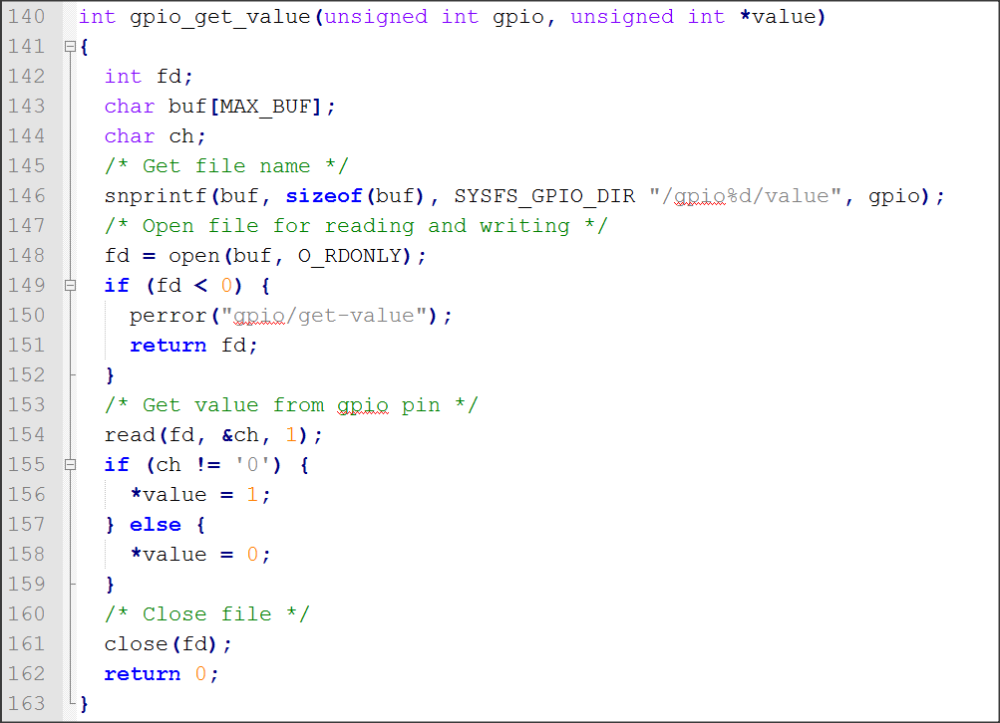 140 int gpio_get_value(unsigned int gpio, unsigned int *value)
141 {
142   int fd;
143   char buf[MAX_BUF];
144   char ch;
145   /* Get file name */
146   snprintf(buf, sizeof(buf), SYSFS_GPIO_DIR "/gpio%d/value", gpio);
147   /* Open file for reading and writing */
148   fd = open(buf, O_RDONLY);
149   if (fd < 0) {
150     perror("gpio/get-value");
151     return fd;
152   }
153   /* Get value from gpio pin */
154   read(fd, &ch, 1);
155   if (ch != '0') {
156     *value = 1;
157   } else {
158     *value = 0;
159   }
160   /* Close file */
161   close(fd);
162   return 0;
163 }